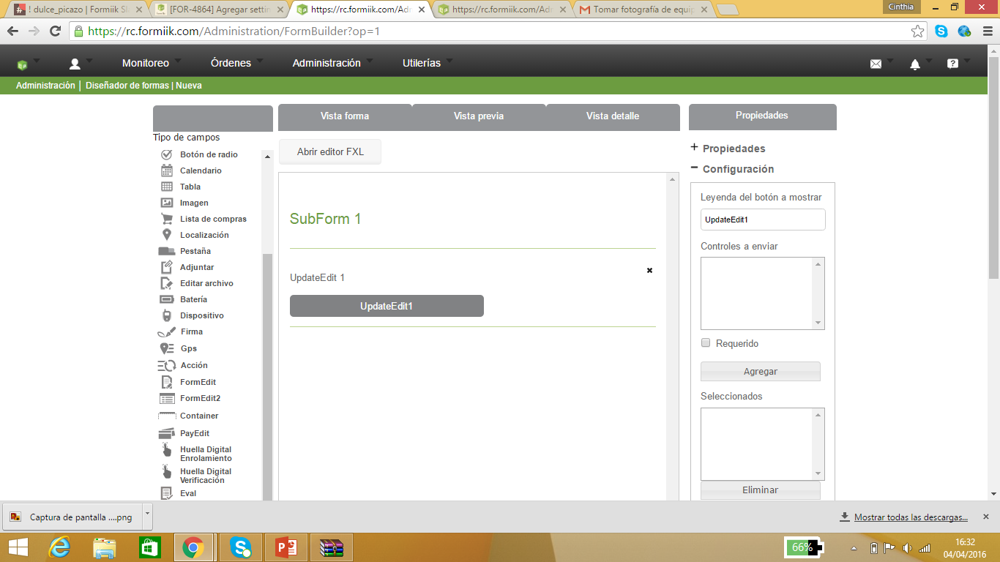 ! dulce_picazo | Formiik Sl
[FOR-4864] Agregar settin
https://rc.formiik.com/Adm
https://rc.formiik.com/Adm
Tomar fotografía de equip
Cinthia
https://rc.formiik.com/Administration/FormBuilder?op=1
Monitoreo
Órdenes
Administración
Utilerías
Administración | Diseñador de formas | Nueva
Vista forma
Vista previa
Vista detalle
Propiedades
Tipo de campos
Botón de radio
Calendario
Tabla
Imagen
Lista de compras
Localización
Pestaña
Adjuntar
Editar archivo
Batería
Dispositivo
Firma
Gps
Acción
FormEdit
FormEdit2
Container
PayEdit
Huella Digital
Enrolamiento
Huella Digital
Verificación
Eval
Abrir editor FXL
SubForm 1
UpdateEdit 1
UpdateEdit1
+ Propiedades
− Configuración
Leyenda del botón a mostrar
UpdateEdit1
Controles a enviar
Requerido
Agregar
Seleccionados
Eliminar
Captura de pantalla ....png
Mostrar todas las descargas...
66%
16:32
04/04/2016